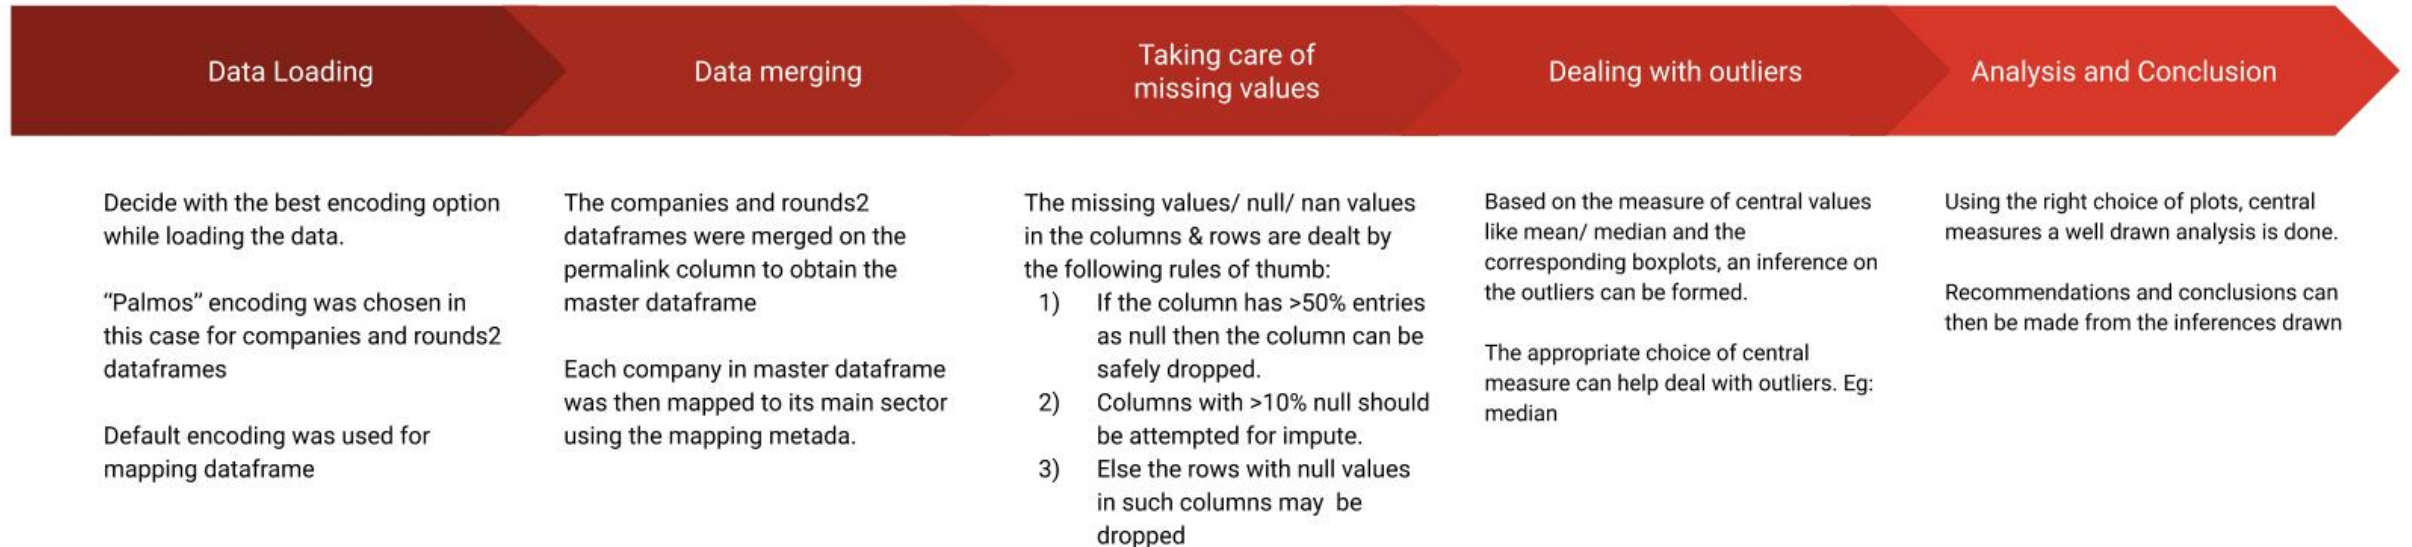 Data Loading
Data merging
Taking care of
missing values
Dealing with outliers
Analysis and Conclusion
Decide with the best encoding option
while loading the data.
“Palmos” encoding was chosen in
this case for companies and rounds2
dataframes
Default encoding was used for
mapping dataframe
The companies and rounds2
dataframes were merged on the
permalink column to obtain the
master dataframe
Each company in master dataframe
was then mapped to its main sector
using the mapping metada.
The missing values/ null/ nan values
in the columns & rows are dealt by
the following rules of thumb:
1) If the column has >50% entries
as null then the column can be
safely dropped.
2) Columns with >10% null should
be attempted for impute.
3) Else the rows with null values
in such columns may be
dropped
Based on the measure of central values
like mean/ median and the
corresponding boxplots, an inference on
the outliers can be formed.
The appropriate choice of central
measure can help deal with outliers. Eg:
median
Using the right choice of plots, central
measures a well drawn analysis is done.
Recommendations and conclusions can
then be made from the inferences drawn